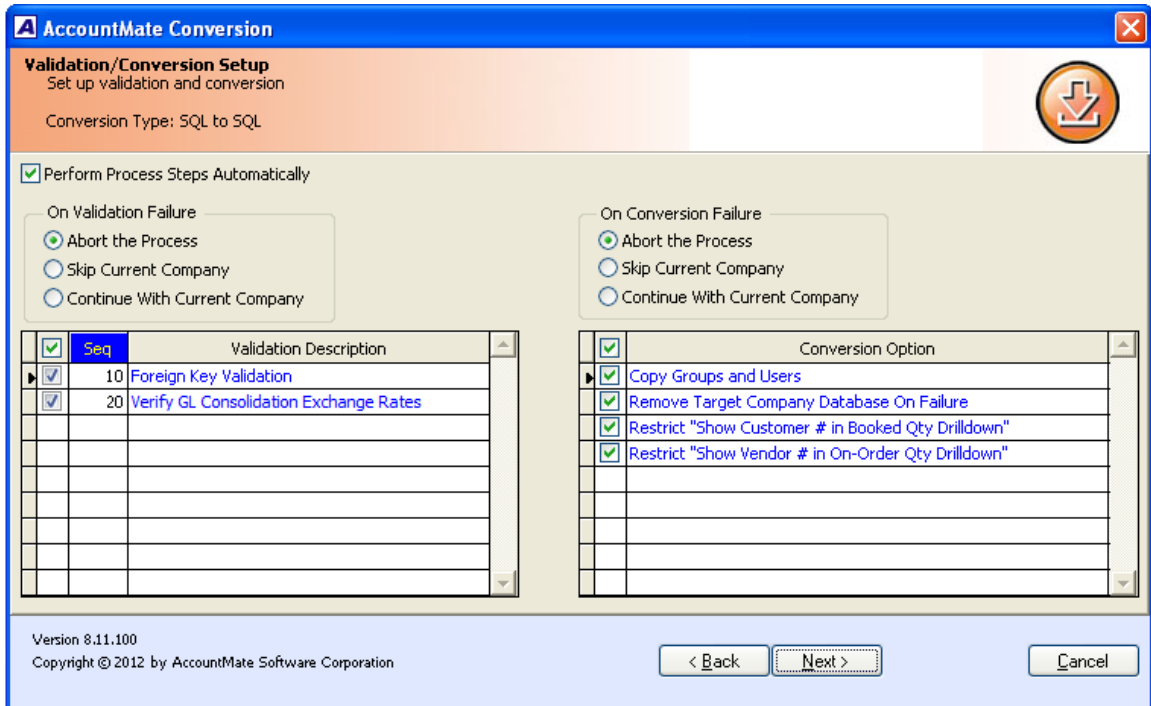 AccountMate Conversion
Validation/Conversion Setup
Set up validation and conversion
Conversion Type: SQL to SQL
Perform Process Steps Automatically
On Validation Failure
Abort the Process
Skip Current Company
Continue With Current Company
On Conversion Failure
Abort the Process
Skip Current Company
Continue With Current Company
Seq Validation Description
10 Foreign Key Validation
20 Verify GL Consolidation Exchange Rates
Conversion Option
Copy Groups and Users
Remove Target Company Database On Failure
Restrict "Show Customer # in Booked Qty Drilldown"
Restrict "Show Vendor # in On-Order Qty Drilldown"
Version 8.11.100
Copyright © 2012 by AccountMate Software Corporation
< Back Next > Cancel